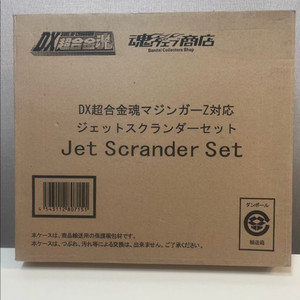 DX超合金魂
魂ウェブ商店
Bandai Collectors Shop
DX超合金魂マジンガーZ対応
ジェットスクランダーセット
Jet Scrander Set
ダンボール
本ケースは、商品輸送用の保護梱包材です。
本ケースは、つぶれ、汚れ等による交換は、出来ません。ご了承ください。